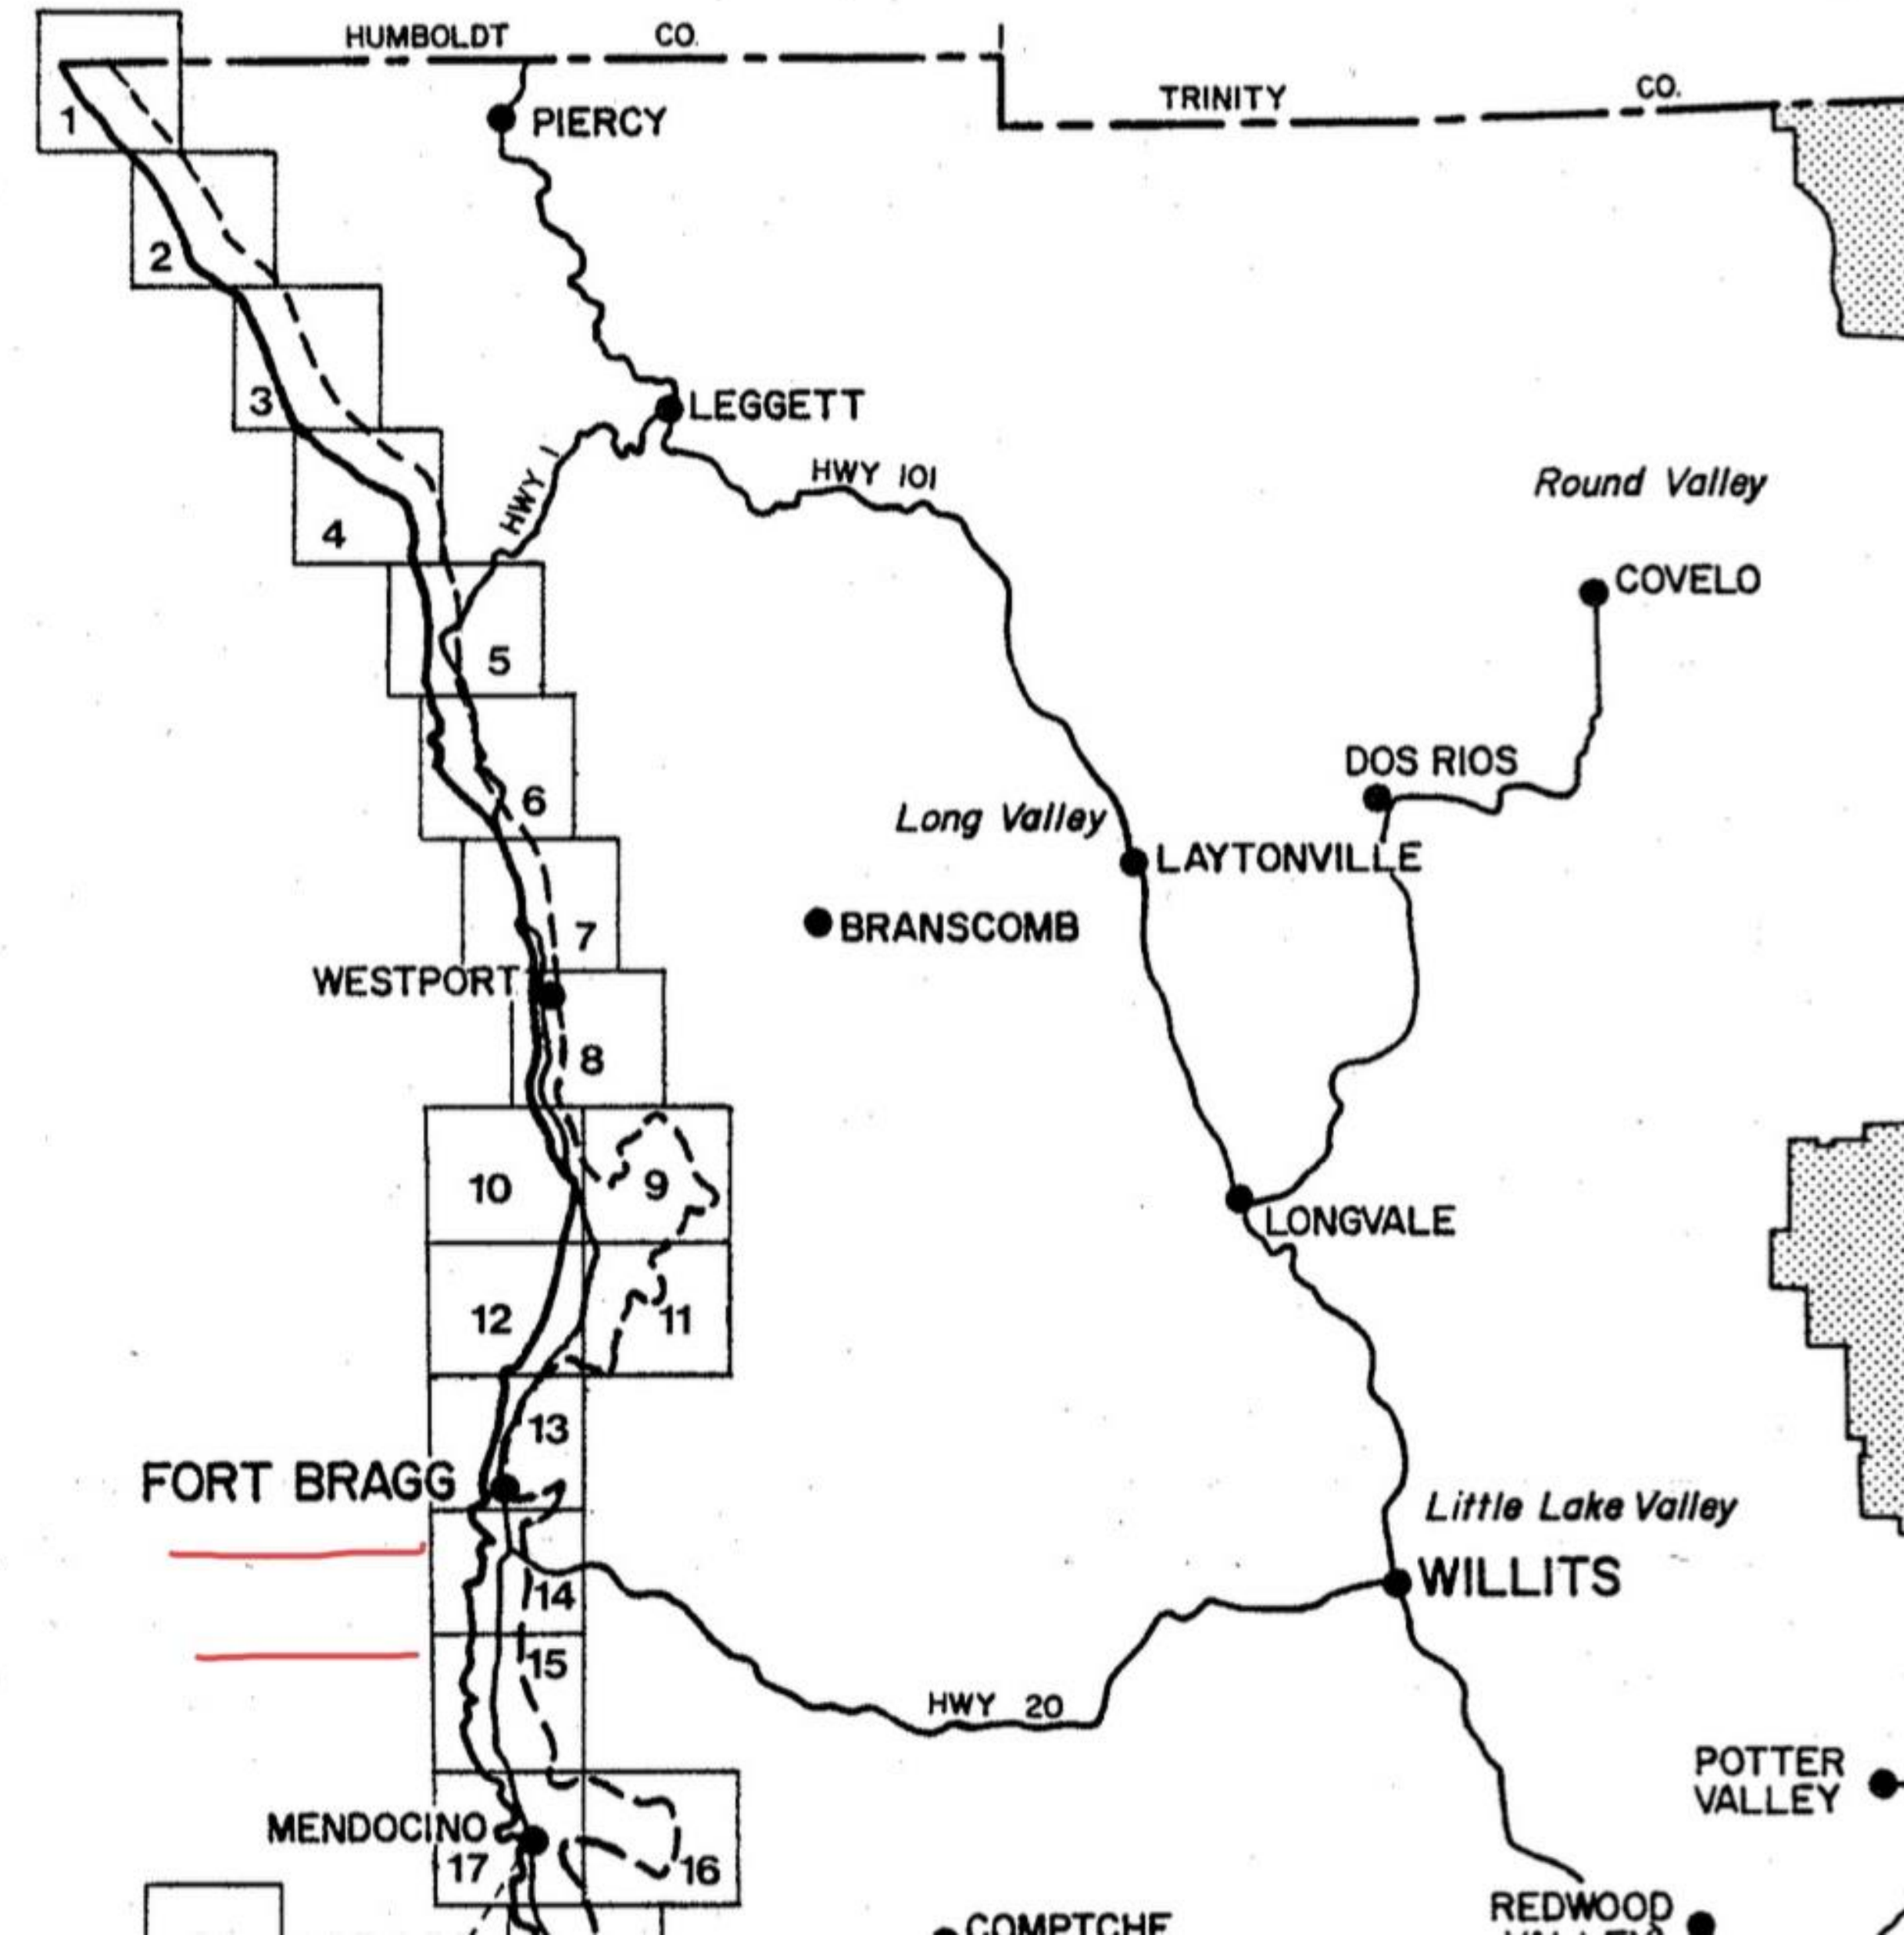 HUMBOLDT CO.
TRINITY CO.
1
PIERCY
2
3
LEGGETT
HWY 1
HWY 101
Round Valley
4
COVELO
5
DOS RIOS
6
Long Valley
LAYTONVILLE
7
BRANSCOMB
WESTPORT
8
10
9
LONGVALE
12
11
13
FORT BRAGG
Little Lake Valley
14
WILLITS
15
HWY 20
POTTER
VALLEY
MENDOCINO
17
16
REDWOOD
VALLEY
COMPTCHE